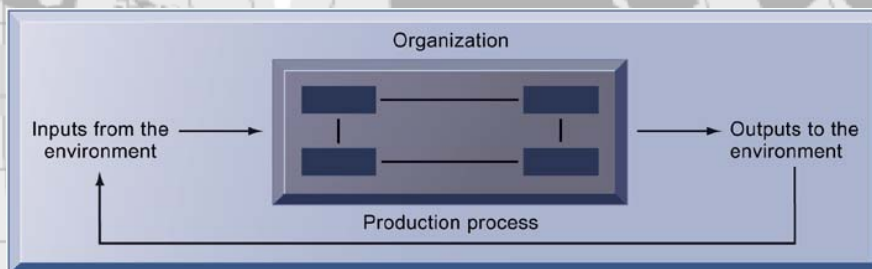 Organization
Inputs from the
environment
Outputs to the
environment
Production process